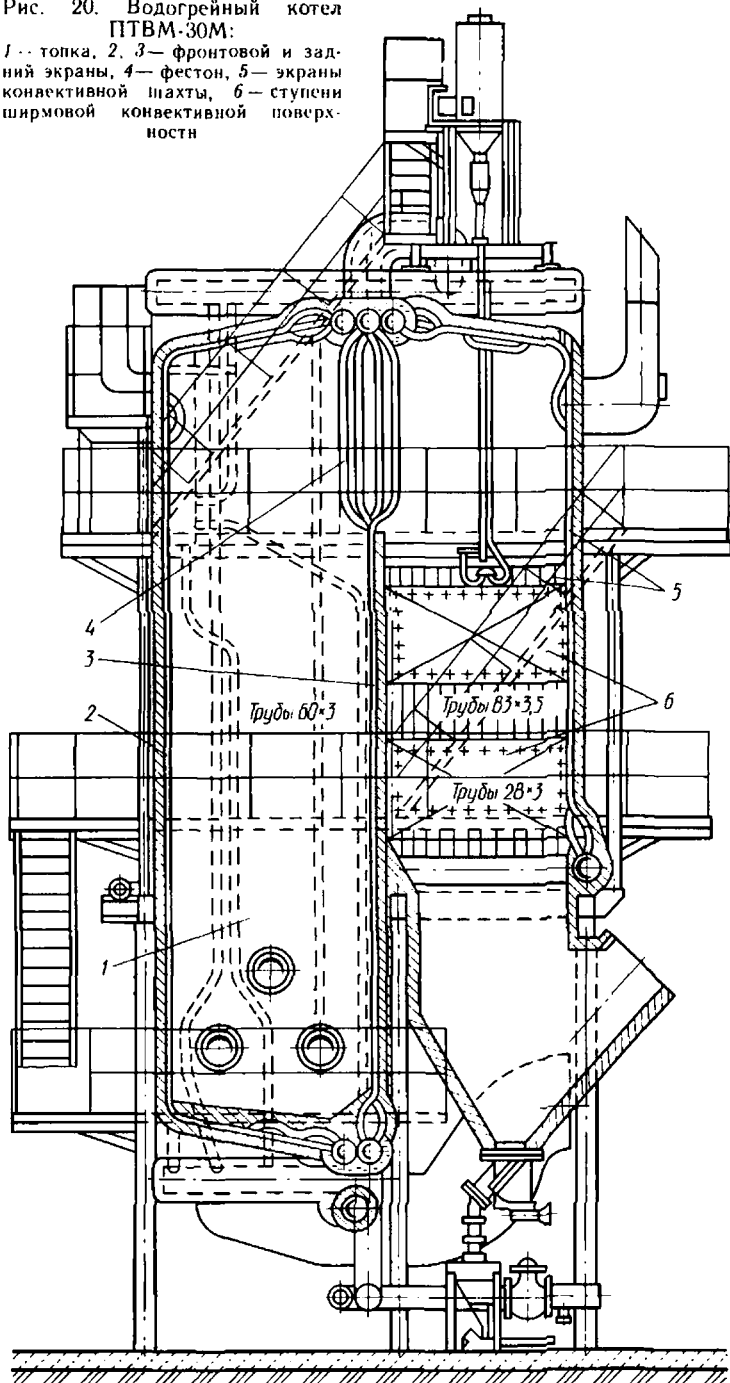 Рис. 20. Водогрейный котел
ПТВМ-30М:
1 - топка, 2, 3— фронтовой и зад-
ний экраны, 4— фестон, 5— экраны
конвективной шахты, 6 — ступени
ширмовой конвективной поверх-
ности
4
3
5
2
Трубы 60×3
Трубы 83×3,5
6
Трубы 28×3
1